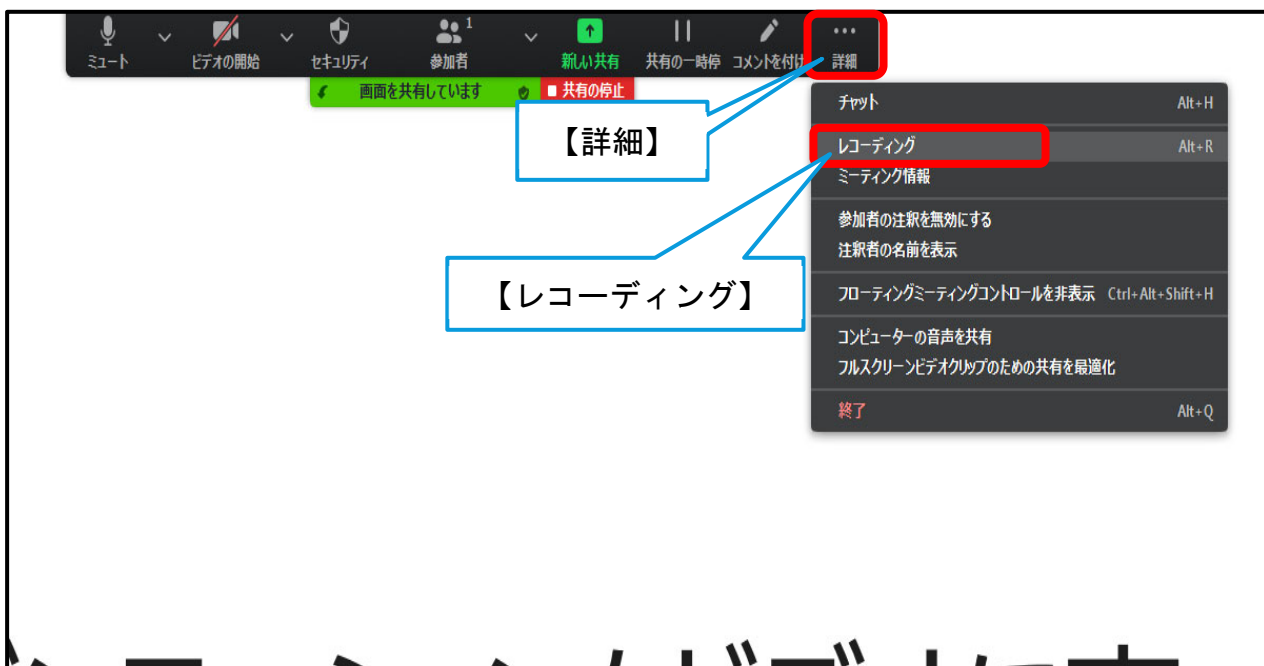 1
ミュート
ビデオの開始
セキュリティ
参加者
新しい共有
共有の一時停
コメントを付け
詳細
画面を共有しています
共有の停止
【詳細】
【レコーディング】
チャット Alt+H
レコーディング Alt+R
ミーティング情報
参加者の注釈を無効にする
注釈者の名前を表示
フローティングミーティングコントロールを非表示 Ctrl+Alt+Shift+H
コンピューターの音声を共有
フルスクリーンビデオクリップのための共有を最適化
終了 Alt+Q